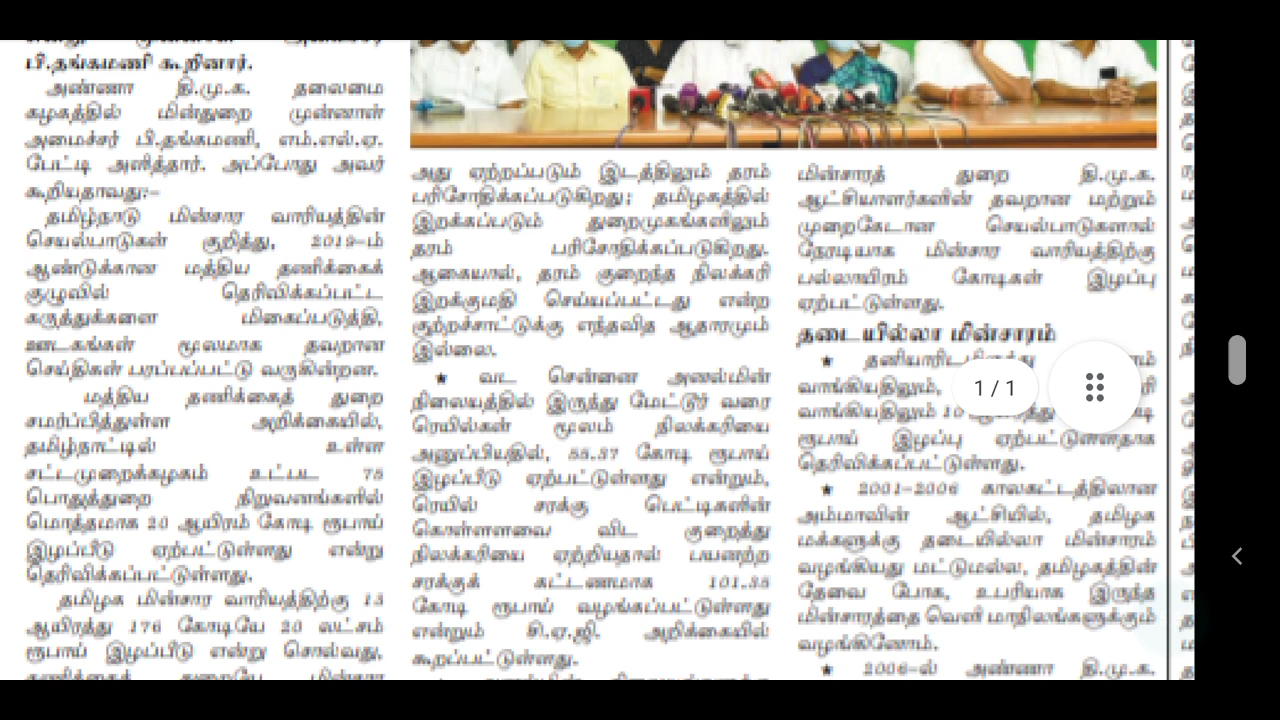 பி.தங்கமணி கூறினார்.
அண்ணா தி.மு.க. தலைமை
கழகத்தில் மின்துறை முன்னாள்
அமைச்சர் பி.தங்கமணி, எம்.எல்.ஏ.
பேட்டி அளித்தார். அப்போது அவர்
கூறியதாவது:–
தமிழ்நாடு மின்சார வாரியத்தின்
செயல்பாடுகள் குறித்து, 2019–ம்
ஆண்டுக்கான மத்திய தணிக்கைக்
குழுவில் தெரிவிக்கப்பட்ட
கருத்துக்களை மிகைப்படுத்தி,
ஊடகங்கள் மூலமாக தவறான
செய்திகள் பரப்பப்பட்டு வருகின்றன.
மத்திய தணிக்கைத் துறை
சமர்ப்பித்துள்ள அறிக்கையில்,
தமிழ்நாட்டில் உள்ள
சட்டமுறைக்கழகம் உட்பட 75
பொதுத்துறை நிறுவனங்களில்
மொத்தமாக 20 ஆயிரம் கோடி ரூபாய்
இழப்பீடு ஏற்பட்டுள்ளது என்று
தெரிவிக்கப்பட்டுள்ளது.
தமிழக மின்சார வாரியத்திற்கு 13
ஆயிரத்து 176 கோடியே 20 லட்சம்
ரூபாய் இழப்பீடு என்று சொல்வது,
தணிக்கைத் துறையே மின்சார
அது ஏற்றப்படும் இடத்திலும் தரம்
பரிசோதிக்கப்படுகிறது; தமிழகத்தில்
இறக்கப்படும் துறைமுகங்களிலும்
தரம் பரிசோதிக்கப்படுகிறது.
ஆகையால், தரம் குறைந்த நிலக்கரி
இறக்குமதி செய்யப்பட்டது என்ற
குற்றச்சாட்டுக்கு எந்தவித ஆதாரமும்
இல்லை.
★ வட சென்னை அனல்மின்
நிலையத்தில் இருந்து மேட்டூர் வரை
ரெயில்கள் மூலம் நிலக்கரியை
அனுப்பியதில், 55.37 கோடி ரூபாய்
இழப்பீடு ஏற்பட்டுள்ளது என்றும்,
ரெயில் சரக்கு பெட்டிகளின்
கொள்ளளவை விட குறைத்து
நிலக்கரியை ஏற்றியதால் பயனற்ற
சரக்குக் கட்டணமாக 101.35
கோடி ரூபாய் வழங்கப்பட்டுள்ளது
என்றும் சி.ஏ.ஜி. அறிக்கையில்
கூறப்பட்டுள்ளது.
மின்சாரத் துறை தி.மு.க.
ஆட்சியாளர்களின் தவறான மற்றும்
முறைகேடான செயல்பாடுகளால்
நேரடியாக மின்சார வாரியத்திற்கு
பல்லாயிரம் கோடிகள் இழப்பு
ஏற்பட்டுள்ளது.
தடையில்லா மின்சாரம்
★
வாங்கியதிலும்,
வாங்கியதிலும்
ரூபாய் இழப்பு ஏற்பட்டுள்ளதாக
தெரிவிக்கப்பட்டுள்ளது.
★ 2001–2006 காலகட்டத்திலான
அம்மாவின் ஆட்சியில், தமிழக
மக்களுக்கு தடையில்லா மின்சாரம்
வழங்கியது மட்டுமல்ல, தமிழகத்தின்
தேவை போக, உபரியாக இருந்த
மின்சாரத்தை வெளி மாநிலங்களுக்கும்
வழங்கினோம்.
★ 2006–ல் அண்ணா தி.மு.க.
1 / 1